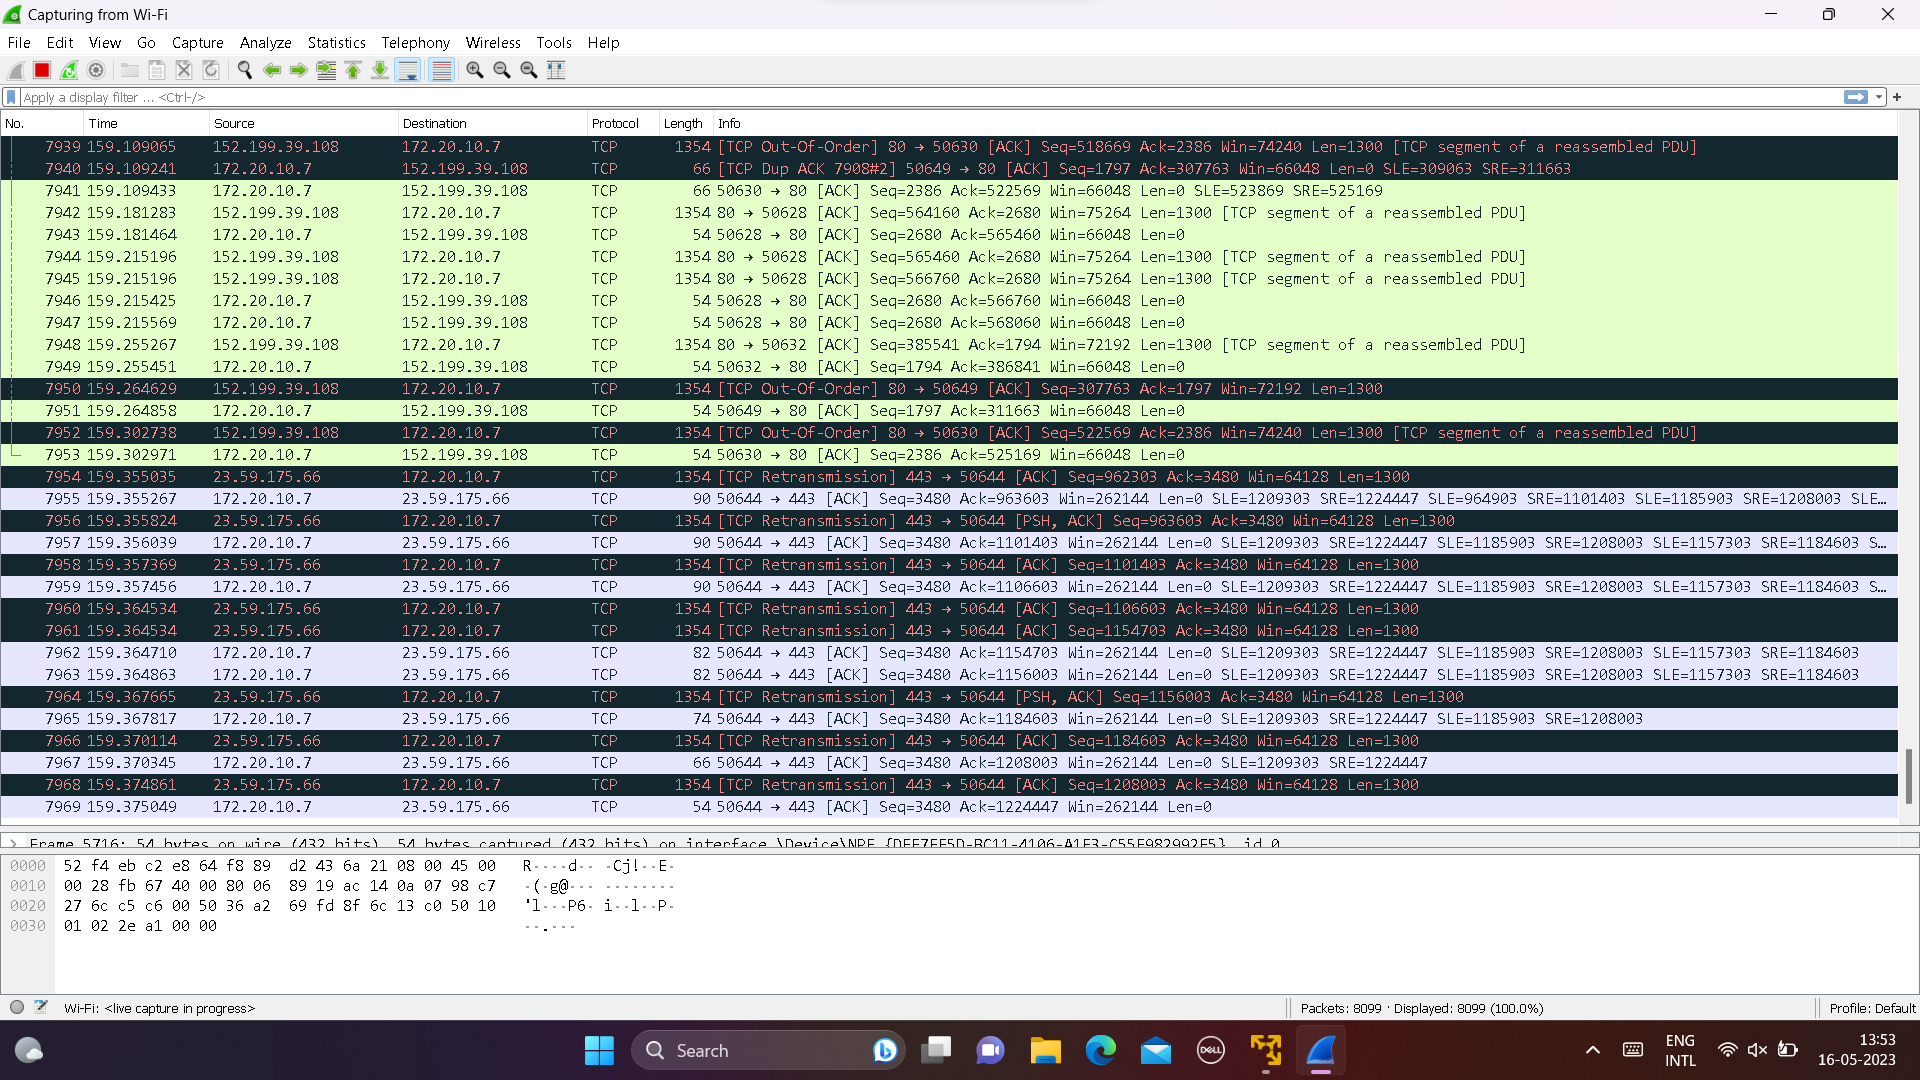 Capturing from Wi-Fi
File Edit View Go Capture Analyze Statistics Telephony Wireless Tools Help
Apply a display filter ... <Ctrl-/>
No. Time Source Destination Protocol Length Info
7939 159.109065 152.199.39.108 172.20.10.7 TCP 1354 [TCP Out-Of-Order] 80 → 50630 [ACK] Seq=518669 Ack=2386 Win=74240 Len=1300 [TCP segment of a reassembled PDU]
7940 159.109241 172.20.10.7 152.199.39.108 TCP 66 [TCP Dup ACK 7908#2] 50649 → 80 [ACK] Seq=1797 Ack=307763 Win=66048 Len=0 SLE=309063 SRE=311663
7941 159.109433 172.20.10.7 152.199.39.108 TCP 66 50630 → 80 [ACK] Seq=2386 Ack=522569 Win=66048 Len=0 SLE=523869 SRE=525169
7942 159.181283 152.199.39.108 172.20.10.7 TCP 1354 80 → 50628 [ACK] Seq=564160 Ack=2680 Win=75264 Len=1300 [TCP segment of a reassembled PDU]
7943 159.181464 172.20.10.7 152.199.39.108 TCP 54 50628 → 80 [ACK] Seq=2680 Ack=565460 Win=66048 Len=0
7944 159.215196 152.199.39.108 172.20.10.7 TCP 1354 80 → 50628 [ACK] Seq=565460 Ack=2680 Win=75264 Len=1300 [TCP segment of a reassembled PDU]
7945 159.215196 152.199.39.108 172.20.10.7 TCP 1354 80 → 50628 [ACK] Seq=566760 Ack=2680 Win=75264 Len=1300 [TCP segment of a reassembled PDU]
7946 159.215425 172.20.10.7 152.199.39.108 TCP 54 50628 → 80 [ACK] Seq=2680 Ack=566760 Win=66048 Len=0
7947 159.215569 172.20.10.7 152.199.39.108 TCP 54 50628 → 80 [ACK] Seq=2680 Ack=568060 Win=66048 Len=0
7948 159.255267 152.199.39.108 172.20.10.7 TCP 1354 80 → 50632 [ACK] Seq=385541 Ack=1794 Win=72192 Len=1300 [TCP segment of a reassembled PDU]
7949 159.255451 172.20.10.7 152.199.39.108 TCP 54 50632 → 80 [ACK] Seq=1794 Ack=386841 Win=66048 Len=0
7950 159.264629 152.199.39.108 172.20.10.7 TCP 1354 [TCP Out-Of-Order] 80 → 50649 [ACK] Seq=307763 Ack=1797 Win=72192 Len=1300
7951 159.264858 172.20.10.7 152.199.39.108 TCP 54 50649 → 80 [ACK] Seq=1797 Ack=311663 Win=66048 Len=0
7952 159.302738 152.199.39.108 172.20.10.7 TCP 1354 [TCP Out-Of-Order] 80 → 50630 [ACK] Seq=522569 Ack=2386 Win=74240 Len=1300 [TCP segment of a reassembled PDU]
7953 159.302971 172.20.10.7 152.199.39.108 TCP 54 50630 → 80 [ACK] Seq=2386 Ack=525169 Win=66048 Len=0
7954 159.355035 23.59.175.66 172.20.10.7 TCP 1354 [TCP Retransmission] 443 → 50644 [ACK] Seq=962303 Ack=3480 Win=64128 Len=1300
7955 159.355267 172.20.10.7 23.59.175.66 TCP 90 50644 → 443 [ACK] Seq=3480 Ack=963603 Win=262144 Len=0 SLE=1209303 SRE=1224447 SLE=964903 SRE=1101403 SLE=1185903 SRE=1208003 SLE…
7956 159.355824 23.59.175.66 172.20.10.7 TCP 1354 [TCP Retransmission] 443 → 50644 [PSH, ACK] Seq=963603 Ack=3480 Win=64128 Len=1300
7957 159.356039 172.20.10.7 23.59.175.66 TCP 90 50644 → 443 [ACK] Seq=3480 Ack=1101403 Win=262144 Len=0 SLE=1209303 SRE=1224447 SLE=1185903 SRE=1208003 SLE=1157303 SRE=1184603 S…
7958 159.357369 23.59.175.66 172.20.10.7 TCP 1354 [TCP Retransmission] 443 → 50644 [ACK] Seq=1101403 Ack=3480 Win=64128 Len=1300
7959 159.357456 172.20.10.7 23.59.175.66 TCP 90 50644 → 443 [ACK] Seq=3480 Ack=1106603 Win=262144 Len=0 SLE=1209303 SRE=1224447 SLE=1185903 SRE=1208003 SLE=1157303 SRE=1184603 S…
7960 159.364534 23.59.175.66 172.20.10.7 TCP 1354 [TCP Retransmission] 443 → 50644 [ACK] Seq=1106603 Ack=3480 Win=64128 Len=1300
7961 159.364534 23.59.175.66 172.20.10.7 TCP 1354 [TCP Retransmission] 443 → 50644 [ACK] Seq=1154703 Ack=3480 Win=64128 Len=1300
7962 159.364710 172.20.10.7 23.59.175.66 TCP 82 50644 → 443 [ACK] Seq=3480 Ack=1154703 Win=262144 Len=0 SLE=1209303 SRE=1224447 SLE=1185903 SRE=1208003 SLE=1157303 SRE=1184603
7963 159.364863 172.20.10.7 23.59.175.66 TCP 82 50644 → 443 [ACK] Seq=3480 Ack=1156003 Win=262144 Len=0 SLE=1209303 SRE=1224447 SLE=1185903 SRE=1208003 SLE=1157303 SRE=1184603
7964 159.367665 23.59.175.66 172.20.10.7 TCP 1354 [TCP Retransmission] 443 → 50644 [PSH, ACK] Seq=1156003 Ack=3480 Win=64128 Len=1300
7965 159.367817 172.20.10.7 23.59.175.66 TCP 74 50644 → 443 [ACK] Seq=3480 Ack=1184603 Win=262144 Len=0 SLE=1209303 SRE=1224447 SLE=1185903 SRE=1208003
7966 159.370114 23.59.175.66 172.20.10.7 TCP 1354 [TCP Retransmission] 443 → 50644 [ACK] Seq=1184603 Ack=3480 Win=64128 Len=1300
7967 159.370345 172.20.10.7 23.59.175.66 TCP 66 50644 → 443 [ACK] Seq=3480 Ack=1208003 Win=262144 Len=0 SLE=1209303 SRE=1224447
7968 159.374861 23.59.175.66 172.20.10.7 TCP 1354 [TCP Retransmission] 443 → 50644 [ACK] Seq=1208003 Ack=3480 Win=64128 Len=1300
7969 159.375049 172.20.10.7 23.59.175.66 TCP 54 50644 → 443 [ACK] Seq=3480 Ack=1224447 Win=262144 Len=0
Frame 5716: 54 bytes on wire (432 bits), 54 bytes captured (432 bits) on interface \Device\NPF
0000 52 f4 eb c2 e8 64 f8 89 d2 43 6a 21 08 00 45 00 R····d·· ·Cj!··E·
0010 00 28 fb 67 40 00 80 06 89 19 ac 14 0a 07 98 c7 ·(·g@··· ········
0020 27 6c c5 c6 00 50 36 a2 69 fd 8f 6c 13 c0 50 10 'l···P6· i··l··P·
0030 01 02 2e a1 00 00 ··.···
Wi-Fi: <live capture in progress> Packets: 8099 · Displayed: 8099 (100.0%) Profile: Default
Search DELL ENG INTL 13:53 16-05-2023